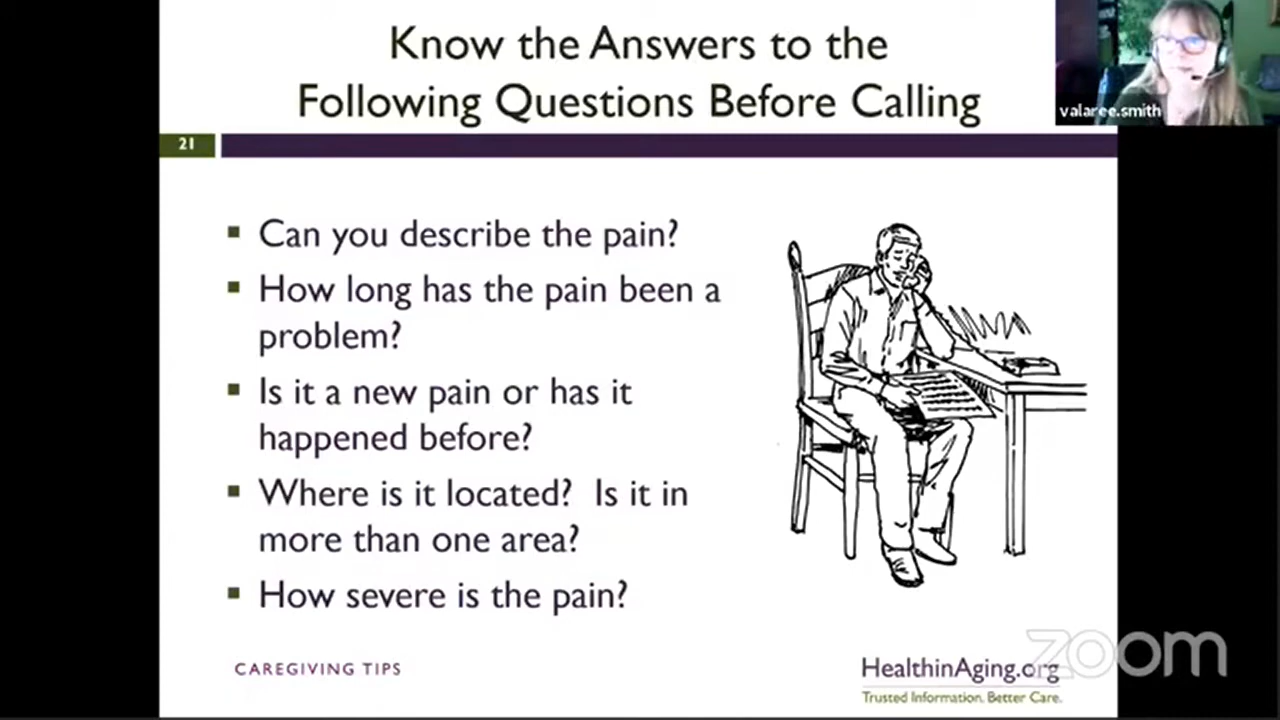 Know the Answers to the
Following Questions Before Calling
valaree.smith
21
▪ Can you describe the pain?
▪ How long has the pain been a
problem?
▪ Is it a new pain or has it
happened before?
▪ Where is it located? Is it in
more than one area?
▪ How severe is the pain?
CAREGIVING TIPS
HealthinAging.org
Trusted Information. Better Care.
zoom